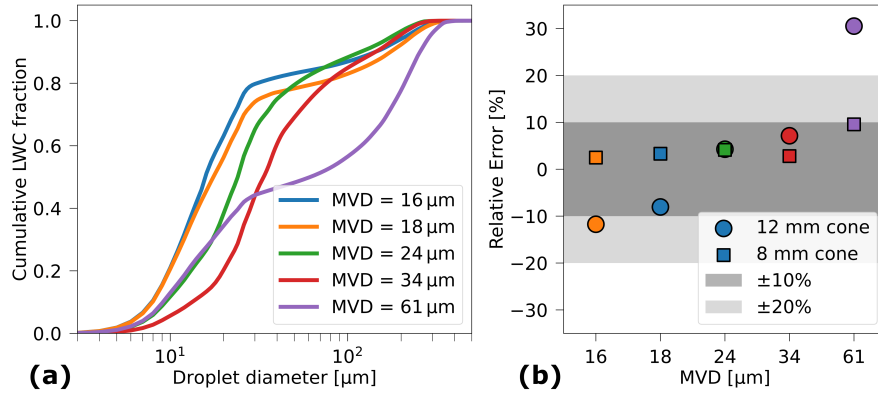 1.0
0.8
0.6
0.4
0.2
0.0
Cumulative LWC fraction
MVD = 16 µm
MVD = 18 µm
MVD = 24 µm
MVD = 34 µm
MVD = 61 µm
10¹
10²
Droplet diameter [µm]
(a)
30
20
10
0
−10
−20
−30
Relative Error [%]
12 mm cone
8 mm cone
±10%
±20%
16
18
24
34
61
MVD [µm]
(b)